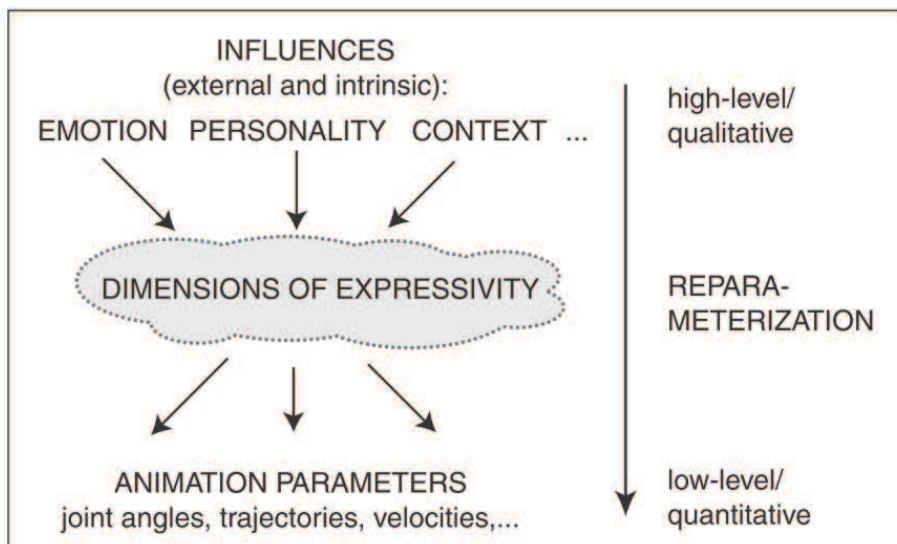 INFLUENCES
(external and intrinsic):
EMOTION PERSONALITY CONTEXT ...
high-level/
qualitative
DIMENSIONS OF EXPRESSIVITY
REPARA-
METERIZATION
ANIMATION PARAMETERS
joint angles, trajectories, velocities,...
low-level/
quantitative